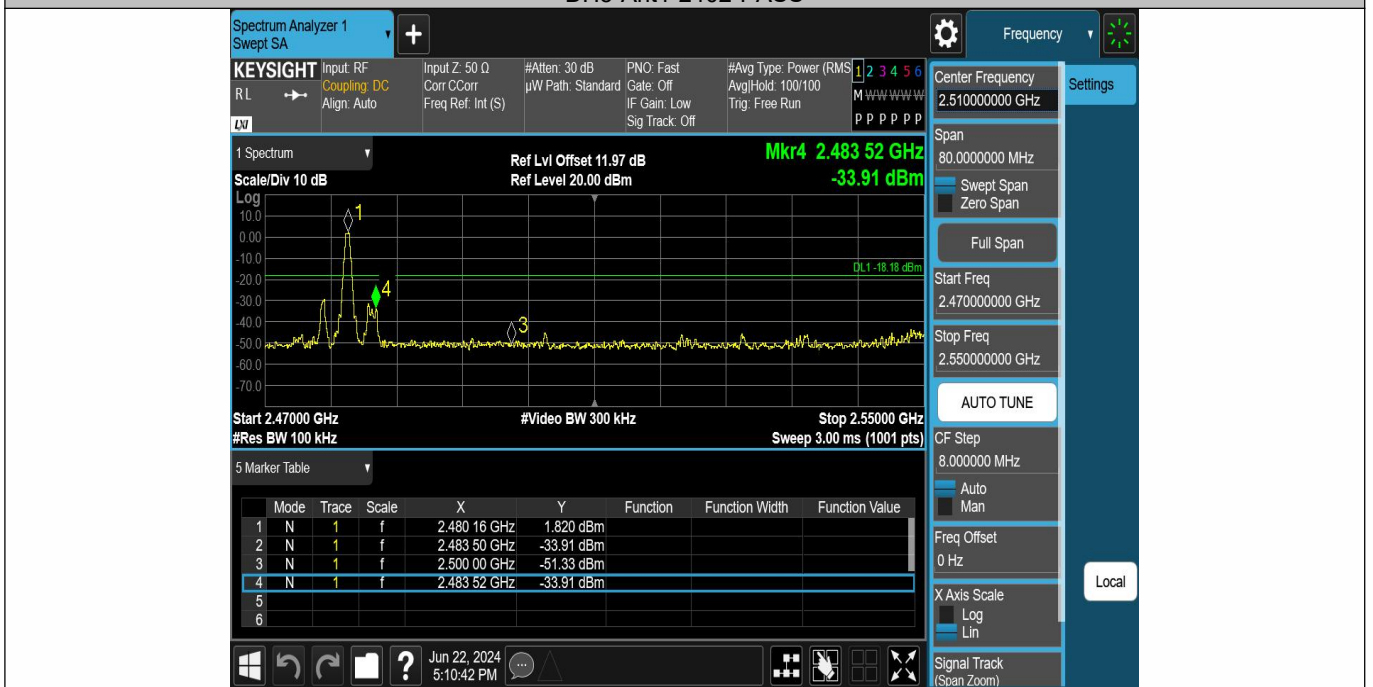 Spectrum Analyzer 1
Swept SA
+
Frequency
KEYSIGHT
RL
LXI
Input: RF
Coupling: DC
Align: Auto
Input Z: 50 Ω
Corr CCorr
Freq Ref: Int (S)
#Atten: 30 dB
µW Path: Standard
PNO: Fast
Gate: Off
IF Gain: Low
Sig Track: Off
#Avg Type: Power (RMS
Avg|Hold: 100/100
Trig: Free Run
1 2 3 4 5 6
M W W W W W
P P P P P P
1 Spectrum
Scale/Div 10 dB
Ref Lvl Offset 11.97 dB
Ref Level 20.00 dBm
Mkr4 2.483 52 GHz
-33.91 dBm
Log
10.0
0.00
-10.0
-20.0
-30.0
-40.0
-50.0
-60.0
-70.0
1
4
3
DL1 -18.18 dBm
Start 2.47000 GHz
#Res BW 100 kHz
#Video BW 300 kHz
Stop 2.55000 GHz
Sweep 3.00 ms (1001 pts)
5 Marker Table
Mode Trace Scale X Y Function Function Width Function Value
1 N 1 f 2.480 16 GHz 1.820 dBm
2 N 1 f 2.483 50 GHz -33.91 dBm
3 N 1 f 2.500 00 GHz -51.33 dBm
4 N 1 f 2.483 52 GHz -33.91 dBm
5
6
Jun 22, 2024
5:10:42 PM
?
Center Frequency
2.510000000 GHz
Settings
Span
80.0000000 MHz
Swept Span
Zero Span
Full Span
Start Freq
2.470000000 GHz
Stop Freq
2.550000000 GHz
AUTO TUNE
CF Step
8.000000 MHz
Auto
Man
Freq Offset
0 Hz
Local
X Axis Scale
Log
Lin
Signal Track
(Span Zoom)